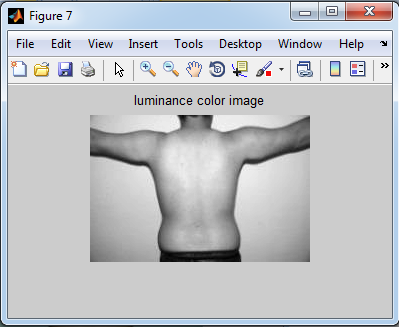 Figure 7
File Edit View Insert Tools Desktop Window Help
luminance color image